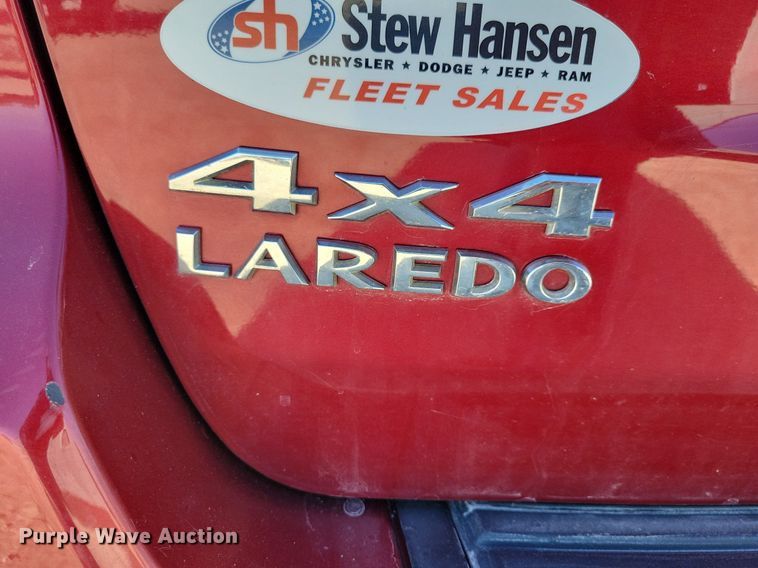 sh Stew Hansen
CHRYSLER ★ DODGE ★ JEEP ★ RAM
FLEET SALES
4x4
LAREDO
Purple Wave Auction